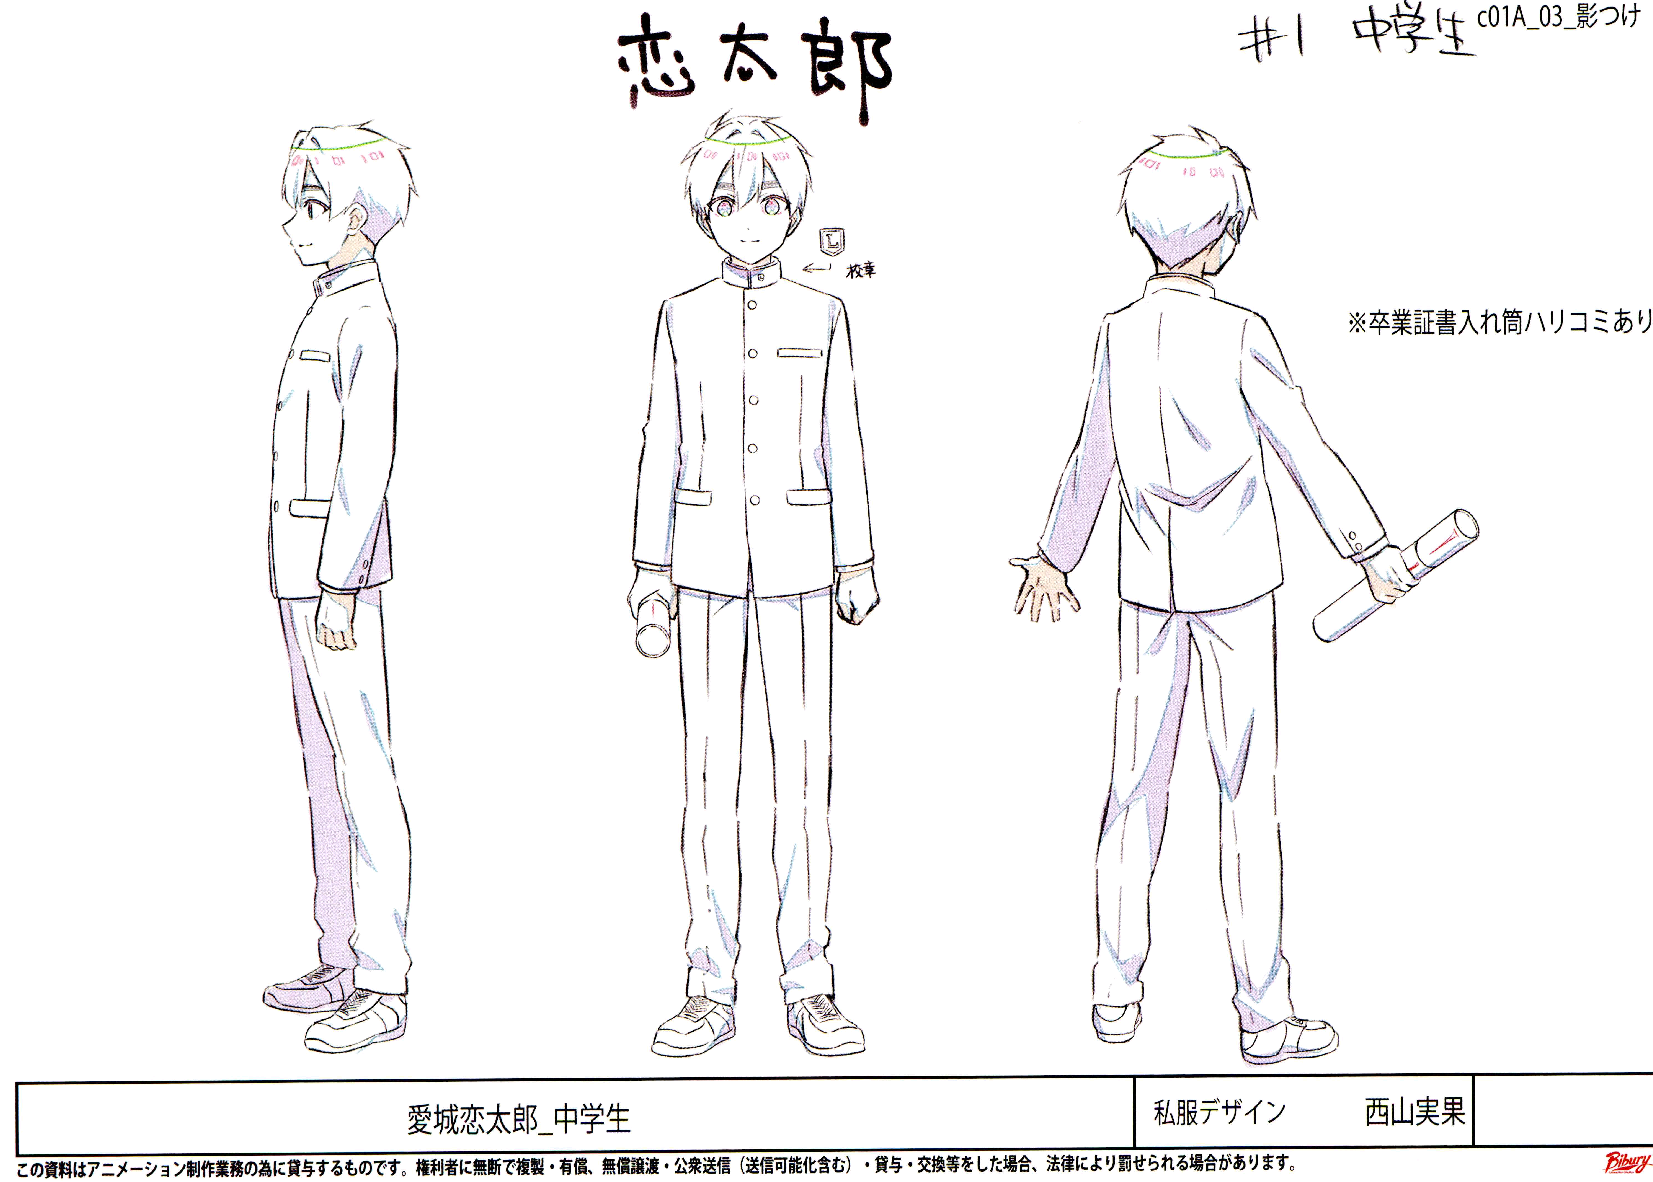 恋太郎
#1 中学生
c01A_03_影つけ
L
校章
※卒業証書入れ筒ハリコミあり
愛城恋太郎_中学生
私服デザイン 西山実果
この資料はアニメーション制作業務の為に貸与するものです。権利者に無断で複製・有償、無償譲渡・公衆送信（送信可能化含む）・貸与・交換等をした場合、法律により罰せられる場合があります。
Bibury